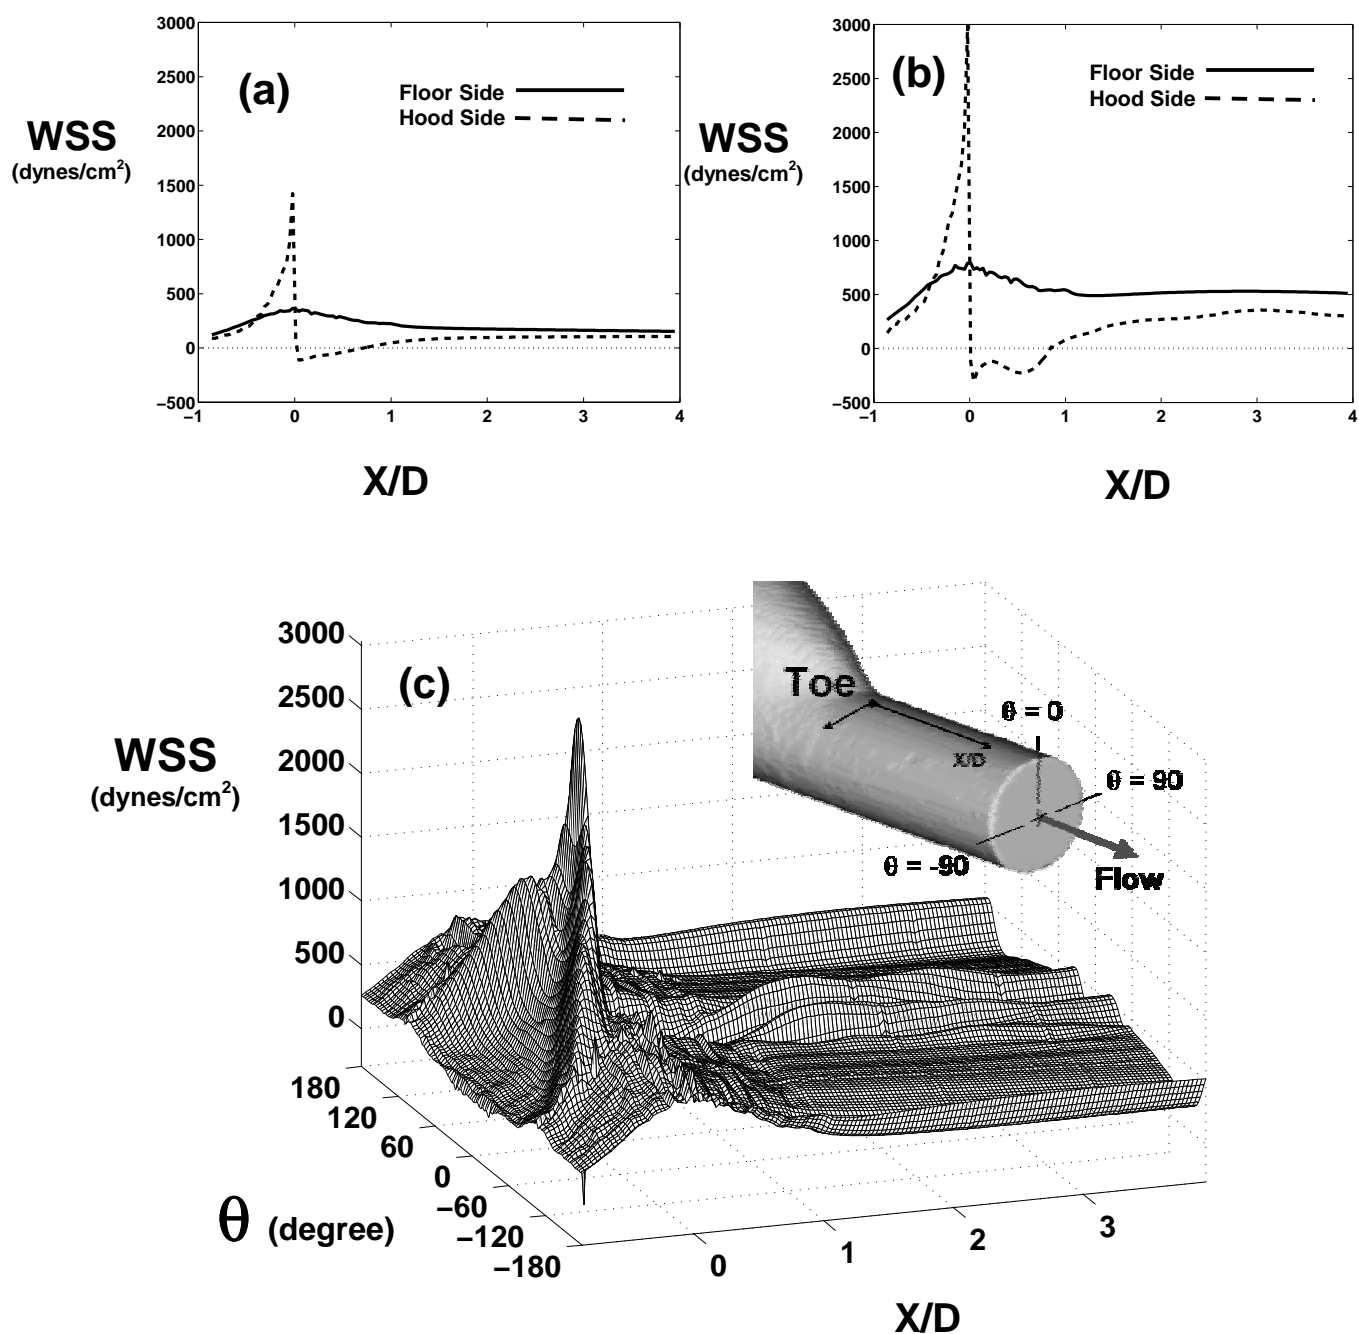 3000
2500
2000
1500
1000
500
0
−500
−1
0
1
2
3
4
(a)
Floor Side
Hood Side
WSS
(dynes/cm²)
X/D
3000
2500
2000
1500
1000
500
0
−500
−1
0
1
2
3
4
(b)
Floor Side
Hood Side
WSS
(dynes/cm²)
X/D
3000
2500
2000
1500
1000
500
0
(c)
WSS
(dynes/cm²)
Toe
X/D
θ = 0
θ = 90
θ = -90
Flow
180
120
60
0
−60
−120
−180
θ (degree)
0
1
2
3
X/D